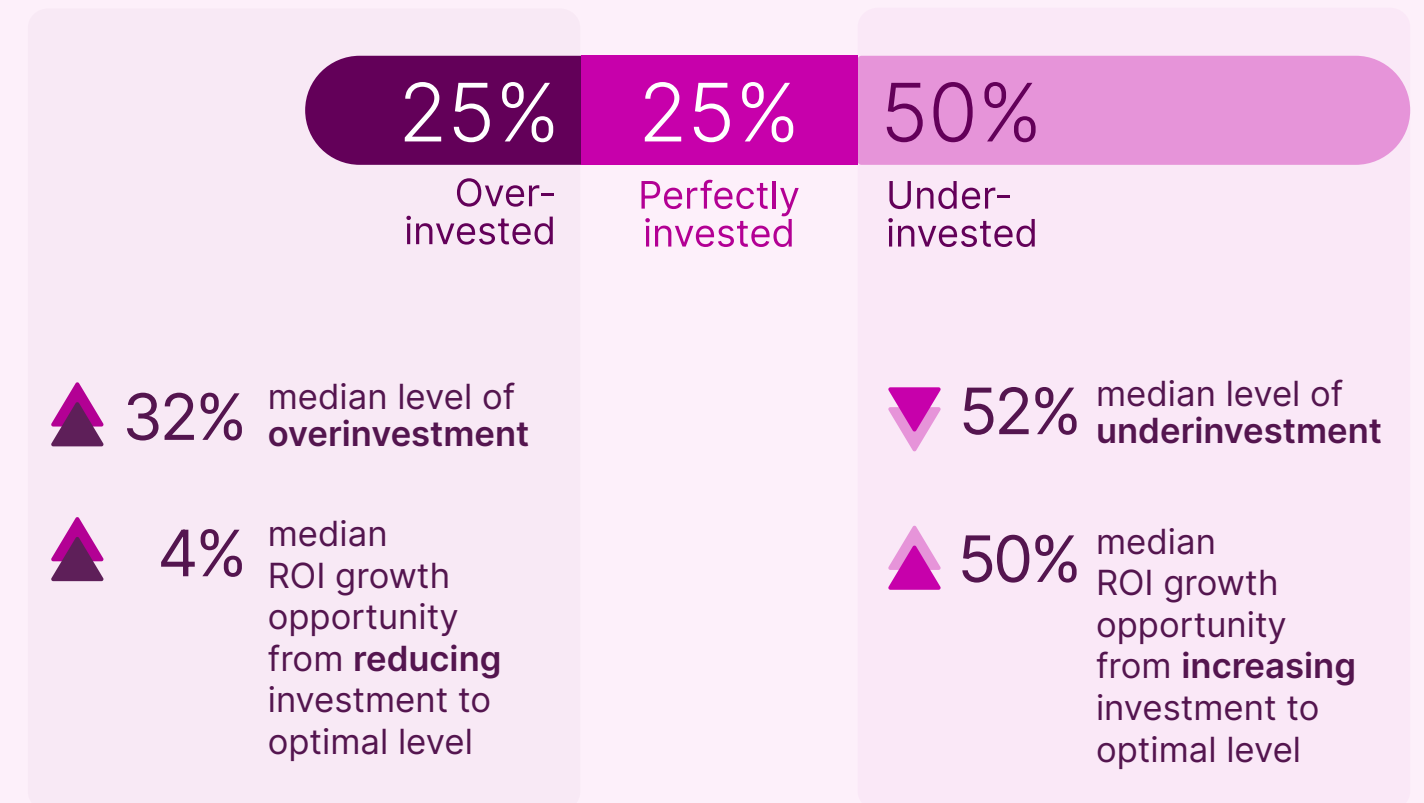 25%
Over-
invested
25%
Perfectly
invested
50%
Under-
invested
32%
median level of
overinvestment
4%
median
ROI growth
opportunity
from reducing
investment to
optimal level
52%
median level of
underinvestment
50%
median
ROI growth
opportunity
from increasing
investment to
optimal level